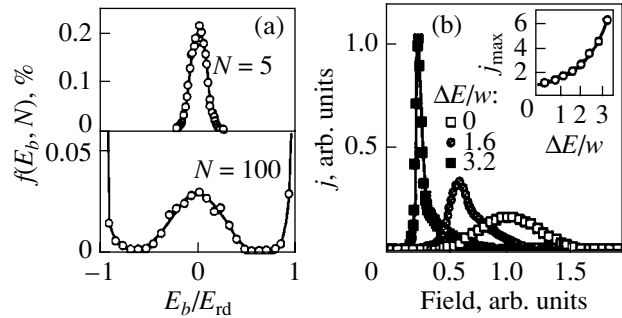 (a)
0.2
0.1
0
N = 5
0.05
0
N = 100
f(E_b, N), %
−1
0
1
E_b/E_rd
(b)
1.0
0.5
0
j, arb. units
ΔE/w:
0
1.6
3.2
0.5
1.0
1.5
Field, arb. units
j_max
6
4
2
0
1
2
3
ΔE/w